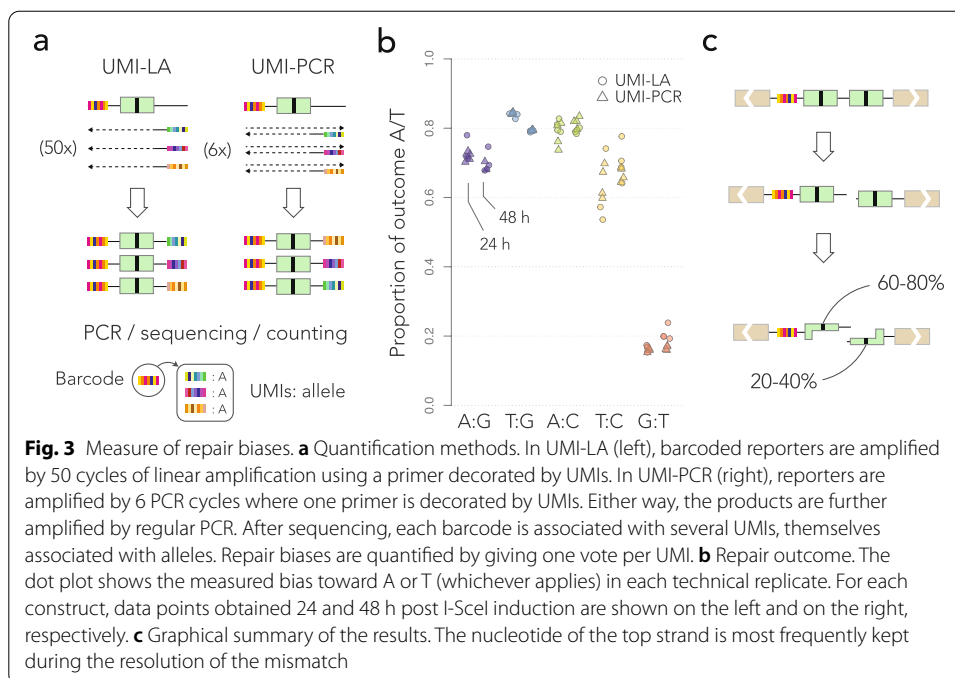 a
UMI-LA
UMI-PCR
(50x)
(6x)
PCR / sequencing / counting
Barcode
: A
: A
: A
UMIs: allele
b
Proportion of outcome A/T
1.0
0.8
0.6
0.4
0.2
0.0
UMI-LA
UMI-PCR
48 h
24 h
A:G T:G A:C T:C G:T
c
60-80%
20-40%
Fig. 3 Measure of repair biases. a Quantification methods. In UMI-LA (left), barcoded reporters are amplified
by 50 cycles of linear amplification using a primer decorated by UMIs. In UMI-PCR (right), reporters are
amplified by 6 PCR cycles where one primer is decorated by UMIs. Either way, the products are further
amplified by regular PCR. After sequencing, each barcode is associated with several UMIs, themselves
associated with alleles. Repair biases are quantified by giving one vote per UMI. b Repair outcome. The
dot plot shows the measured bias toward A or T (whichever applies) in each technical replicate. For each
construct, data points obtained 24 and 48 h post I-SceI induction are shown on the left and on the right,
respectively. c Graphical summary of the results. The nucleotide of the top strand is most frequently kept
during the resolution of the mismatch